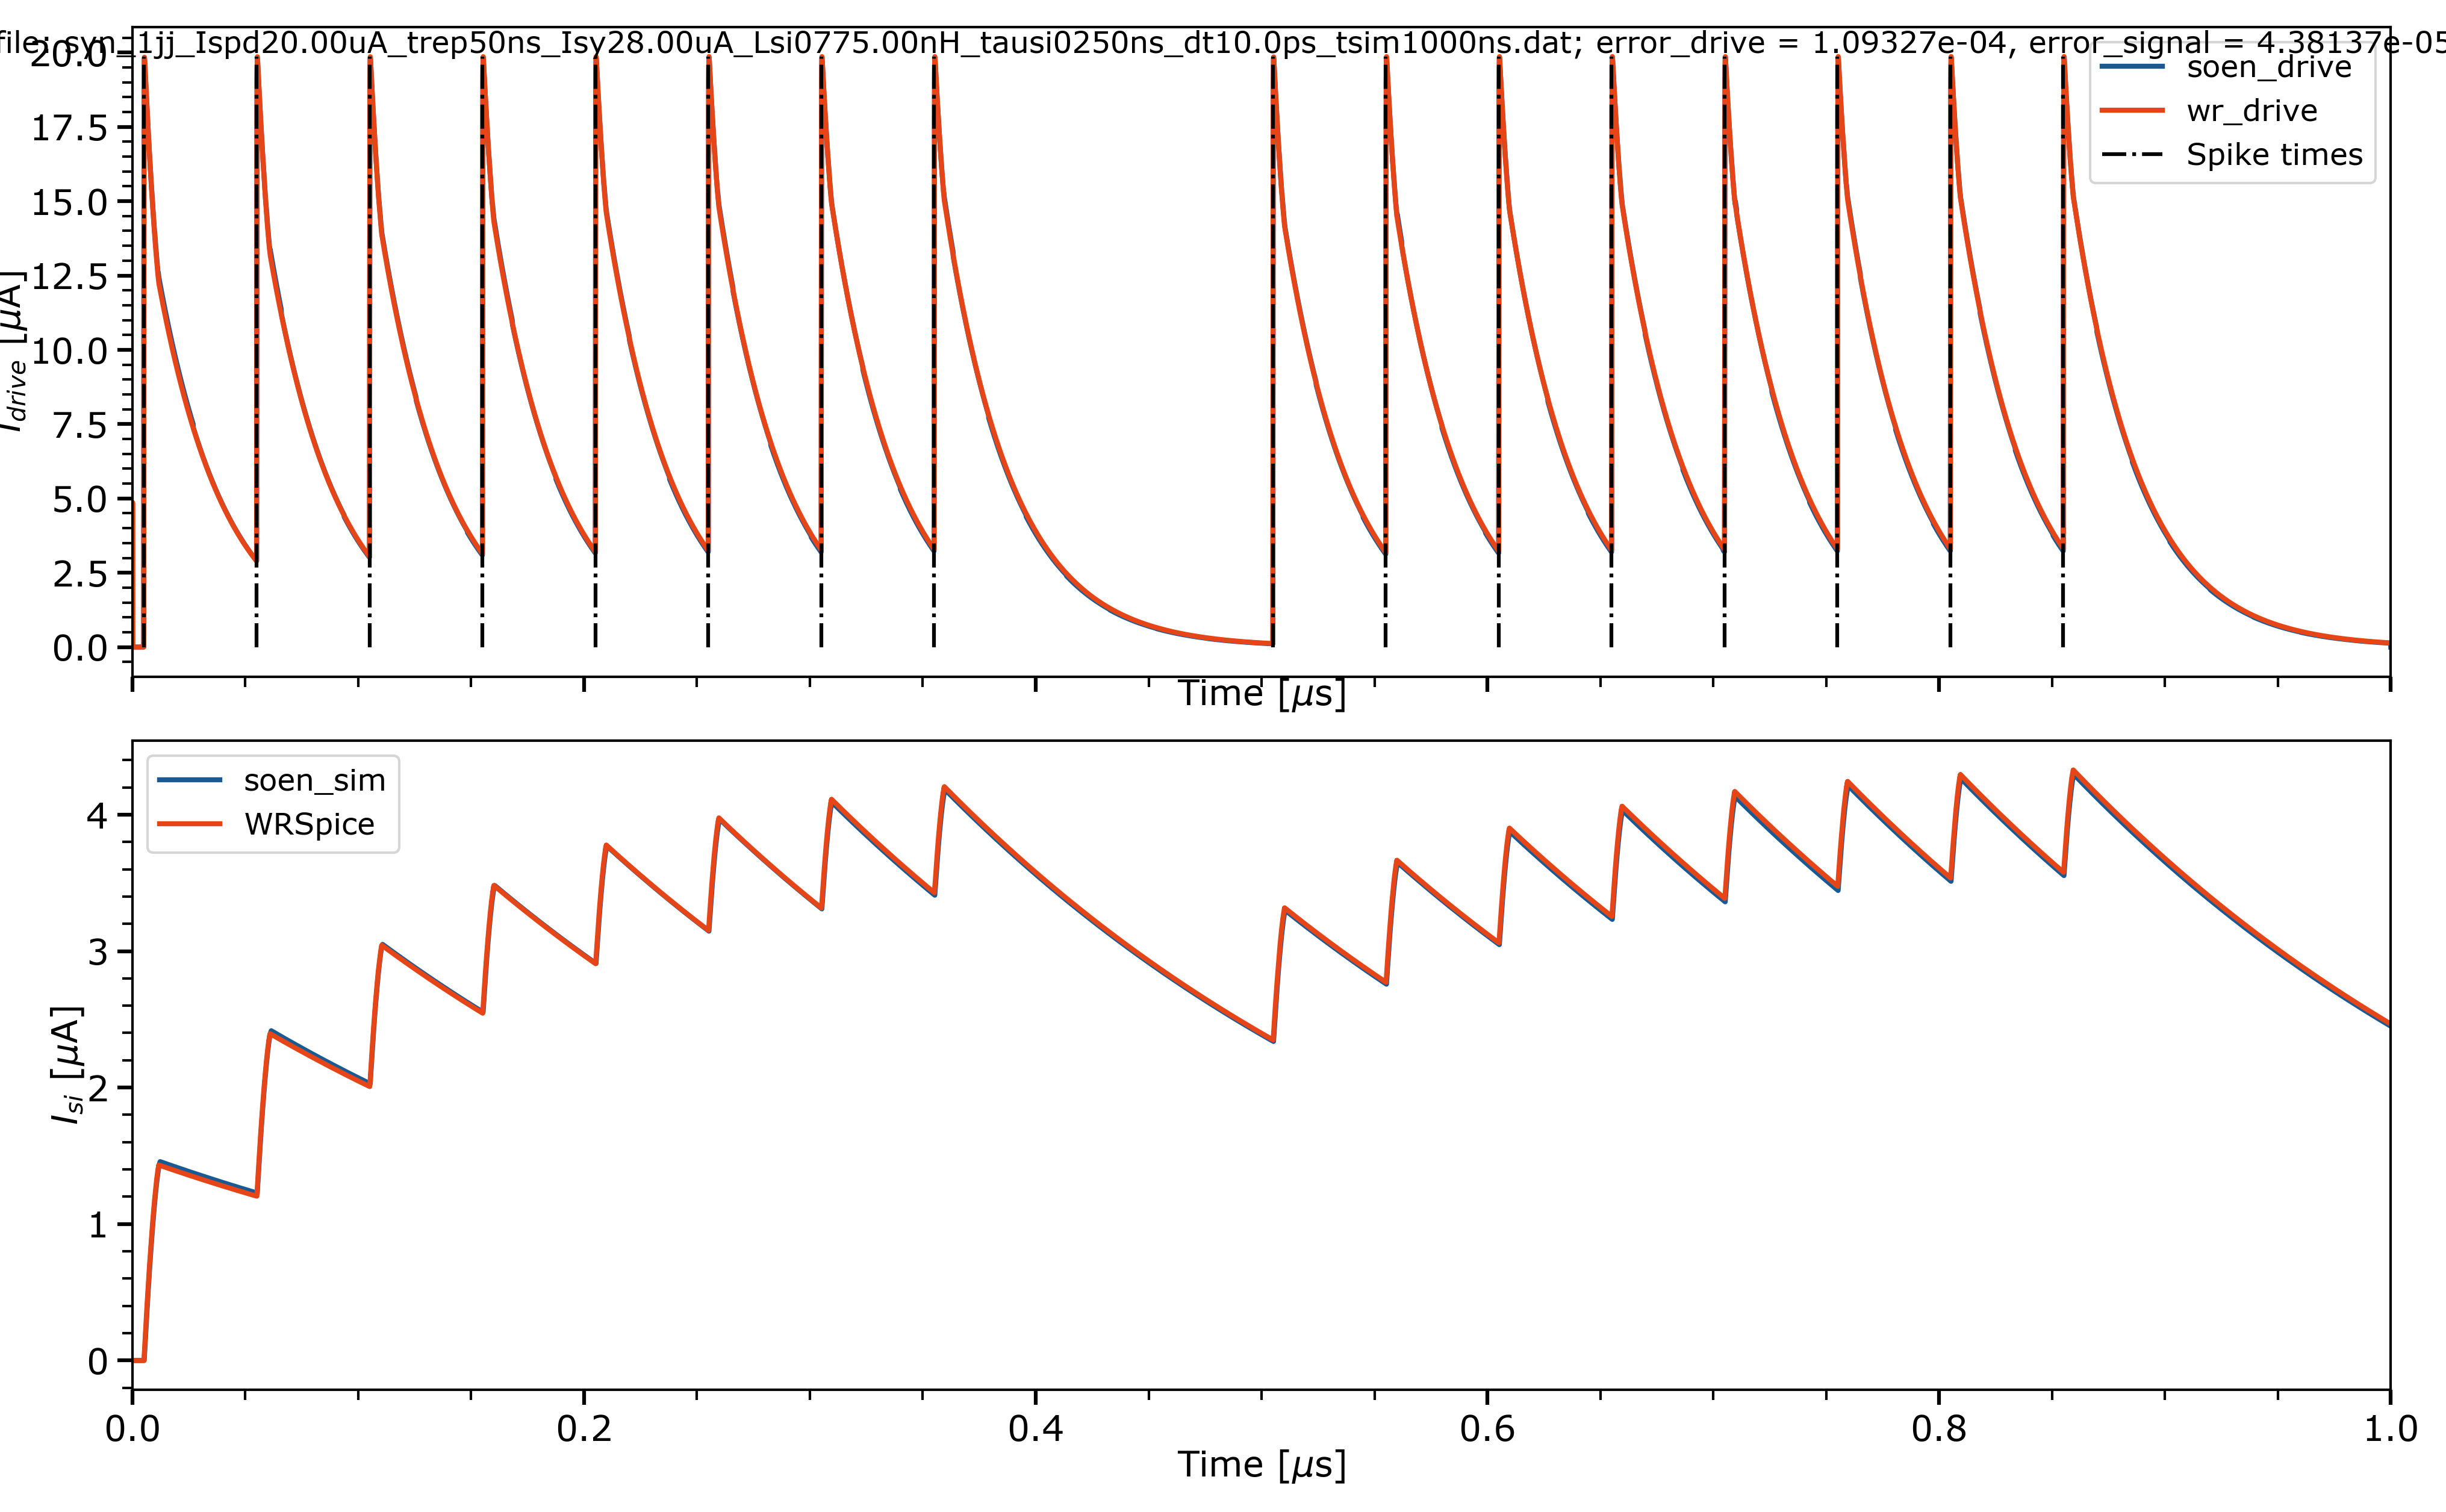 file: syn_1jj_Ispd20.00uA_trep50ns_Isy28.00uA_Lsi0775.00nH_tausi0250ns_dt10.0ps_tsim1000ns.dat; error_drive = 1.09327e-04, error_signal = 4.38137e-05
20.0
17.5
15.0
12.5
10.0
7.5
5.0
2.5
0.0
I_drive [μA]
soen_drive
wr_drive
Spike times
Time [μs]
soen_sim
WRSpice
4
3
2
1
0
I_si [μA]
0.0 0.2 0.4 0.6 0.8 1.0
Time [μs]